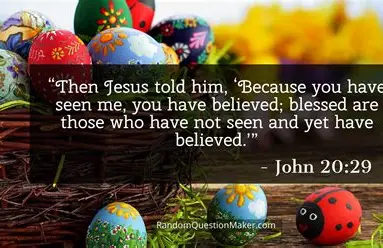 “Then Jesus told him, ‘Because you have
seen me, you have believed; blessed are
those who have not seen and yet have
believed.’”
- John 20:29
RandomQuestionMaker.com